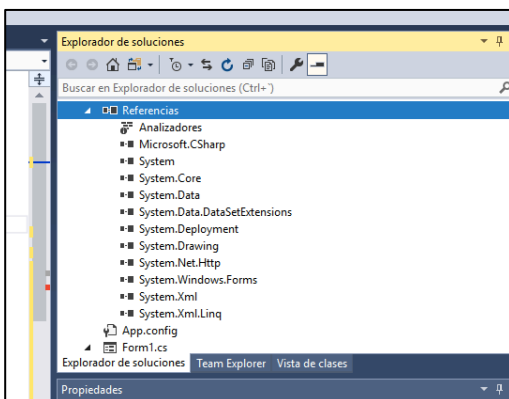 Explorador de soluciones
Buscar en Explorador de soluciones (Ctrl+´)
Referencias
Analizadores
Microsoft.CSharp
System
System.Core
System.Data
System.Data.DataSetExtensions
System.Deployment
System.Drawing
System.Net.Http
System.Windows.Forms
System.Xml
System.Xml.Linq
App.config
Form1.cs
Explorador de soluciones Team Explorer Vista de clases
Propiedades